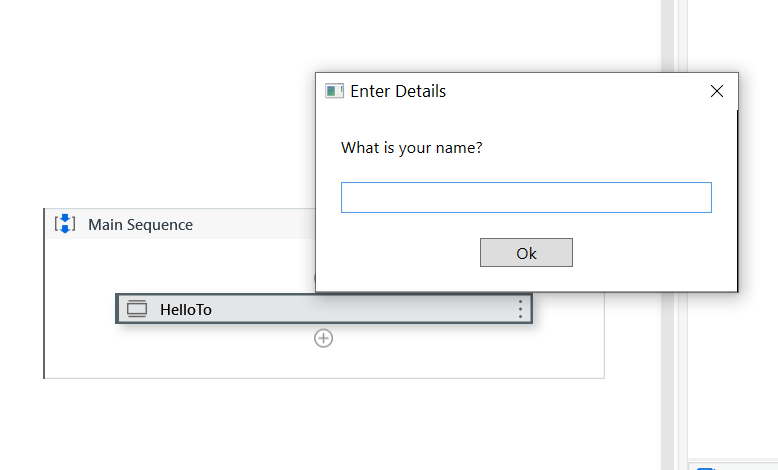 Enter Details
What is your name?
Ok
Main Sequence
HelloTo